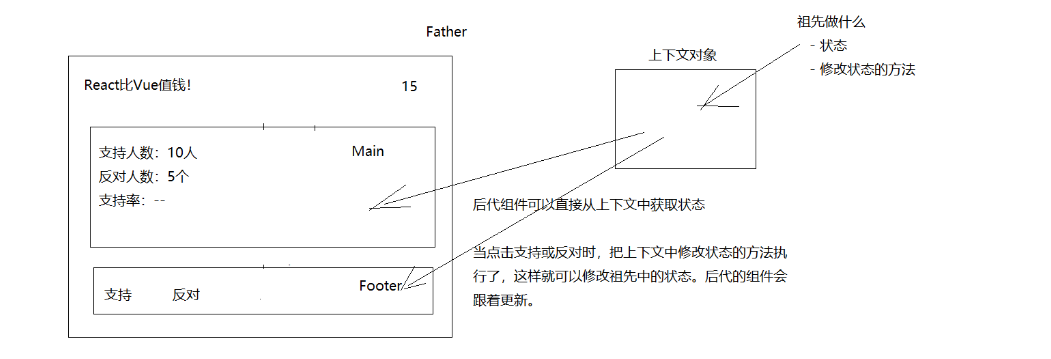 Father
React比Vue值钱！
15
支持人数：10人
反对人数：5个
支持率：--
Main
支持
反对
Footer
上下文对象
祖先做什么
- 状态
- 修改状态的方法
后代组件可以直接从上下文中获取状态
当点击支持或反对时，把上下文中修改状态的方法执
行了，这样就可以修改祖先中的状态。后代的组件会
跟着更新。